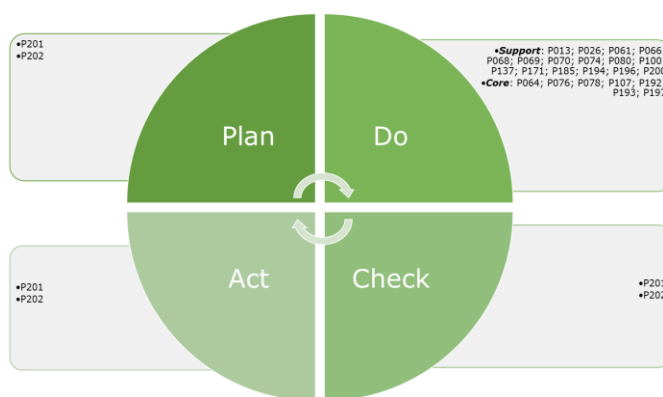 •P201
•P202
•Support: P013; P026; P061; P066;
P068; P069; P070; P074; P080; P100;
P137; P171; P185; P194; P196; P200
•Core: P064; P076; P078; P107; P192;
P193; P197
Plan
Do
Act
Check
•P201
•P202
•P201
•P202